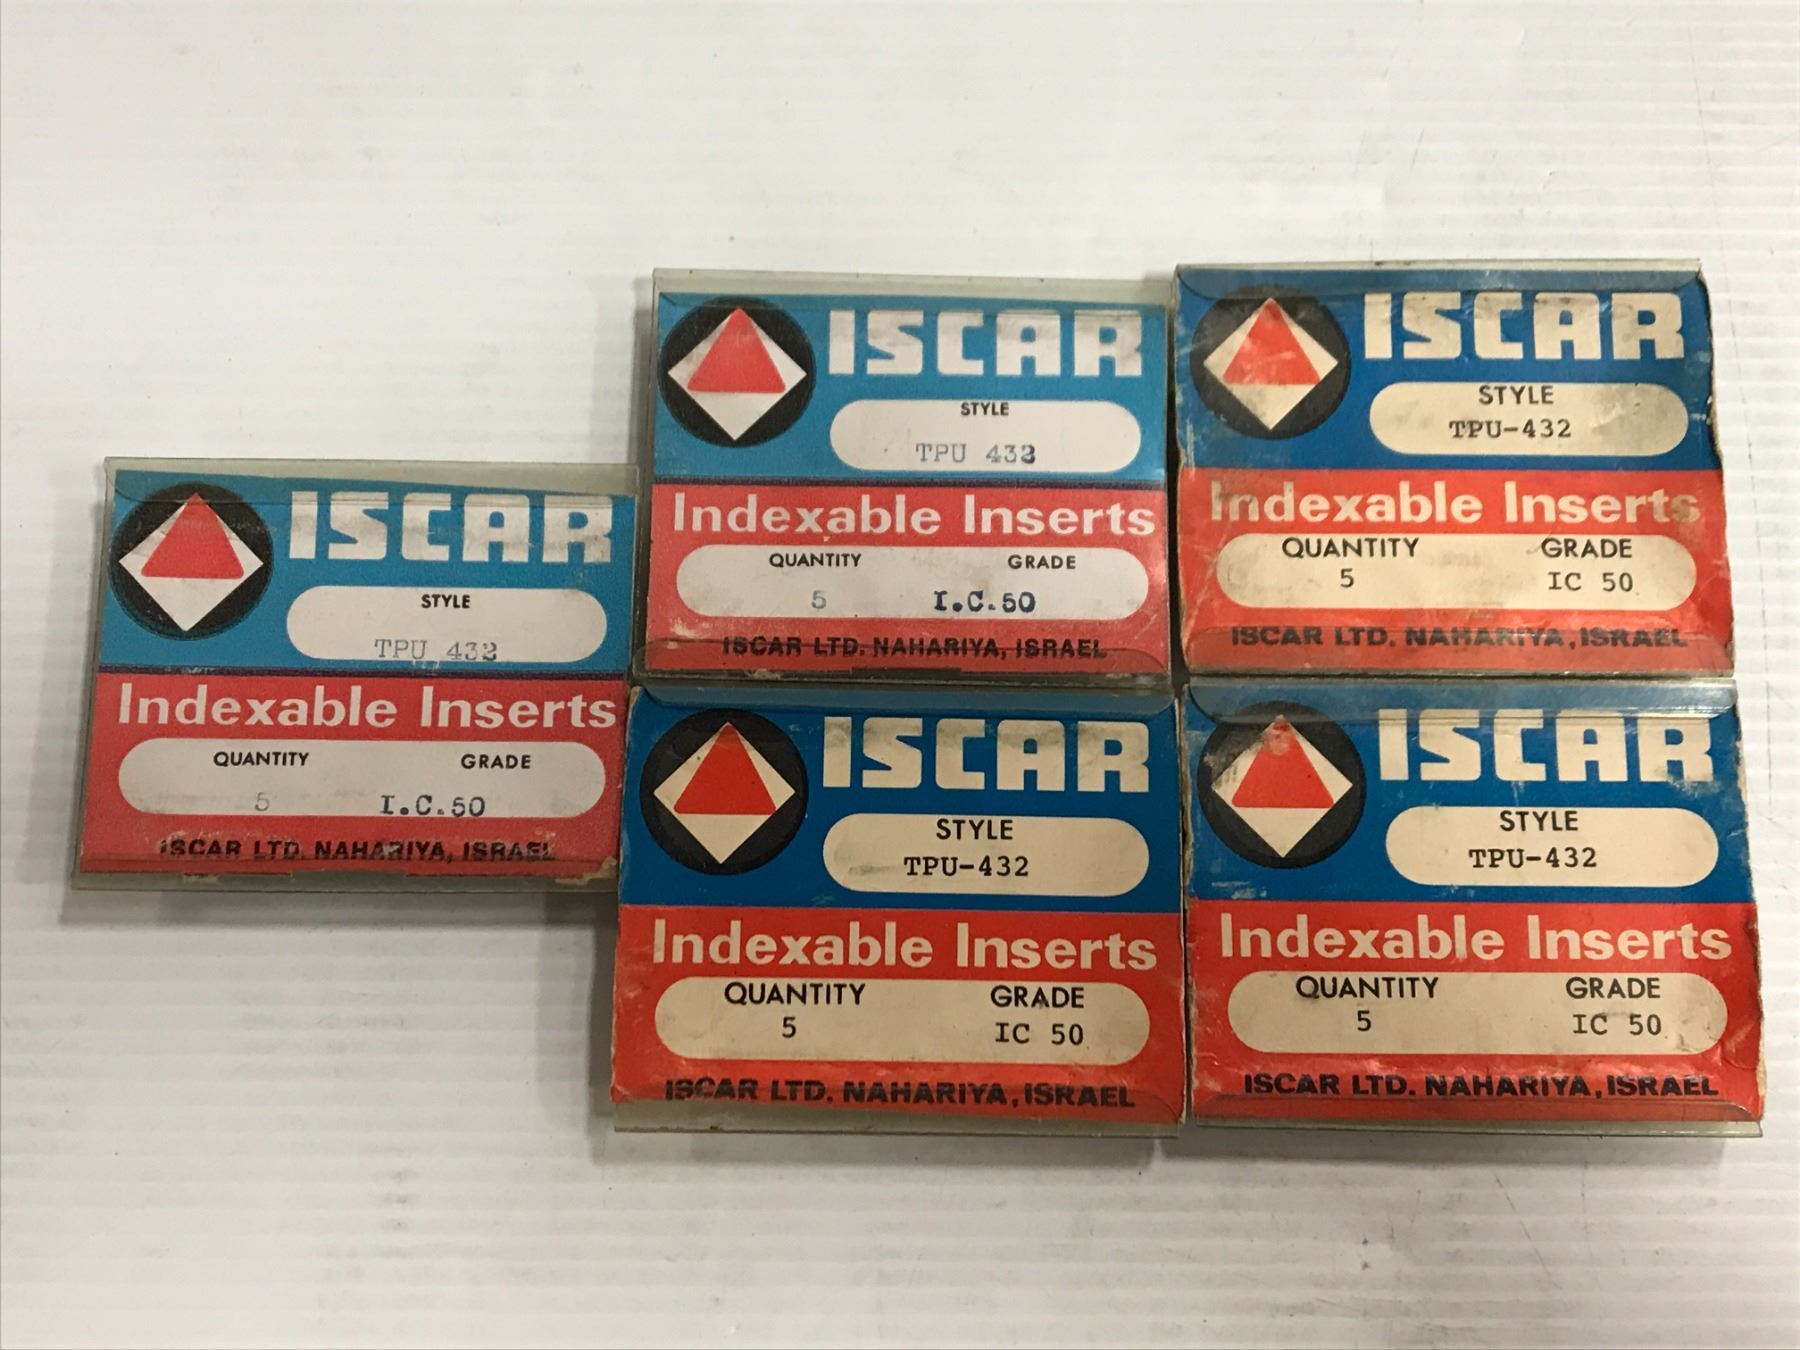 ISCAR
STYLE
TPU 432
Indexable Inserts
QUANTITY GRADE
5 I.C.50
ISCAR LTD. NAHARIYA, ISRAEL
ISCAR
STYLE
TPU 432
Indexable Inserts
QUANTITY GRADE
5 I.C.50
ISCAR LTD. NAHARIYA, ISRAEL
ISCAR
STYLE
TPU-432
Indexable Inserts
QUANTITY GRADE
5 IC 50
ISCAR LTD. NAHARIYA, ISRAEL
ISCAR
STYLE
TPU-432
Indexable Inserts
QUANTITY GRADE
5 IC 50
ISCAR LTD. NAHARIYA, ISRAEL
ISCAR
STYLE
TPU-432
Indexable Inserts
QUANTITY GRADE
5 IC 50
ISCAR LTD. NAHARIYA, ISRAEL